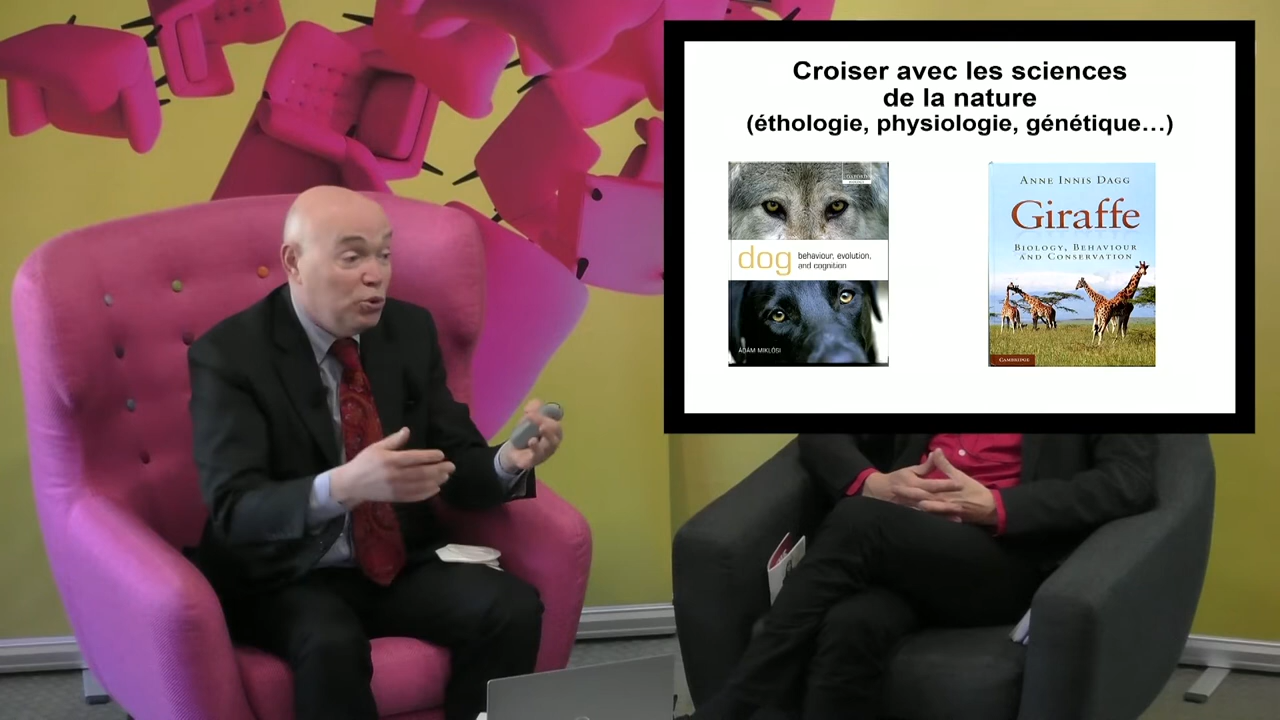 Croiser avec les sciences
de la nature
(éthologie, physiologie, génétique…)
OXFORD
dog
behaviour, evolution,
and cognition
ÁDÁM MIKLÓSI
ANNE INNIS DAGG
Giraffe
BIOLOGY, BEHAVIOUR
AND CONSERVATION
CAMBRIDGE